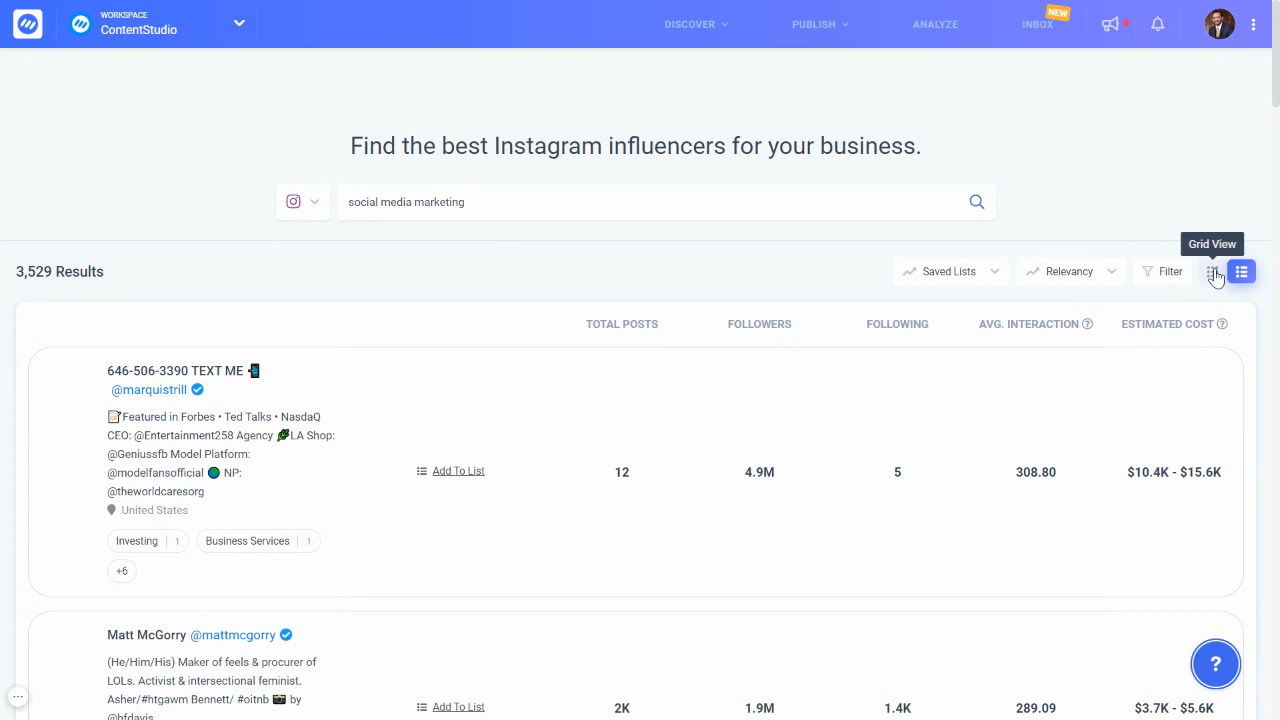 WORKSPACE
ContentStudio
DISCOVER
PUBLISH
ANALYZE
INBOX
NEW
Find the best Instagram influencers for your business.
social media marketing
Grid View
3,529 Results
Saved Lists
Relevancy
Filter
TOTAL POSTS
FOLLOWERS
FOLLOWING
AVG. INTERACTION
ESTIMATED COST
646-506-3390 TEXT ME 📲
@marquistrill
📝Featured in Forbes • Ted Talks • NasdaQ
CEO: @Entertainment258 Agency 🌿LA Shop:
@Geniussfb Model Platform:
@modelfansofficial 🌍 NP:
@theworldcaresorg
United States
Investing 1
Business Services 1
+6
Add To List
12
4.9M
5
308.80
$10.4K - $15.6K
Matt McGorry @mattmcgorry
(He/Him/His) Maker of feels & procurer of
LOLs. Activist & intersectional feminist.
Asher/#htgawm Bennett/ #oitnb 📸 by
@bfdavis
Add To List
2K
1.9M
1.4K
289.09
$3.7K - $5.6K
?